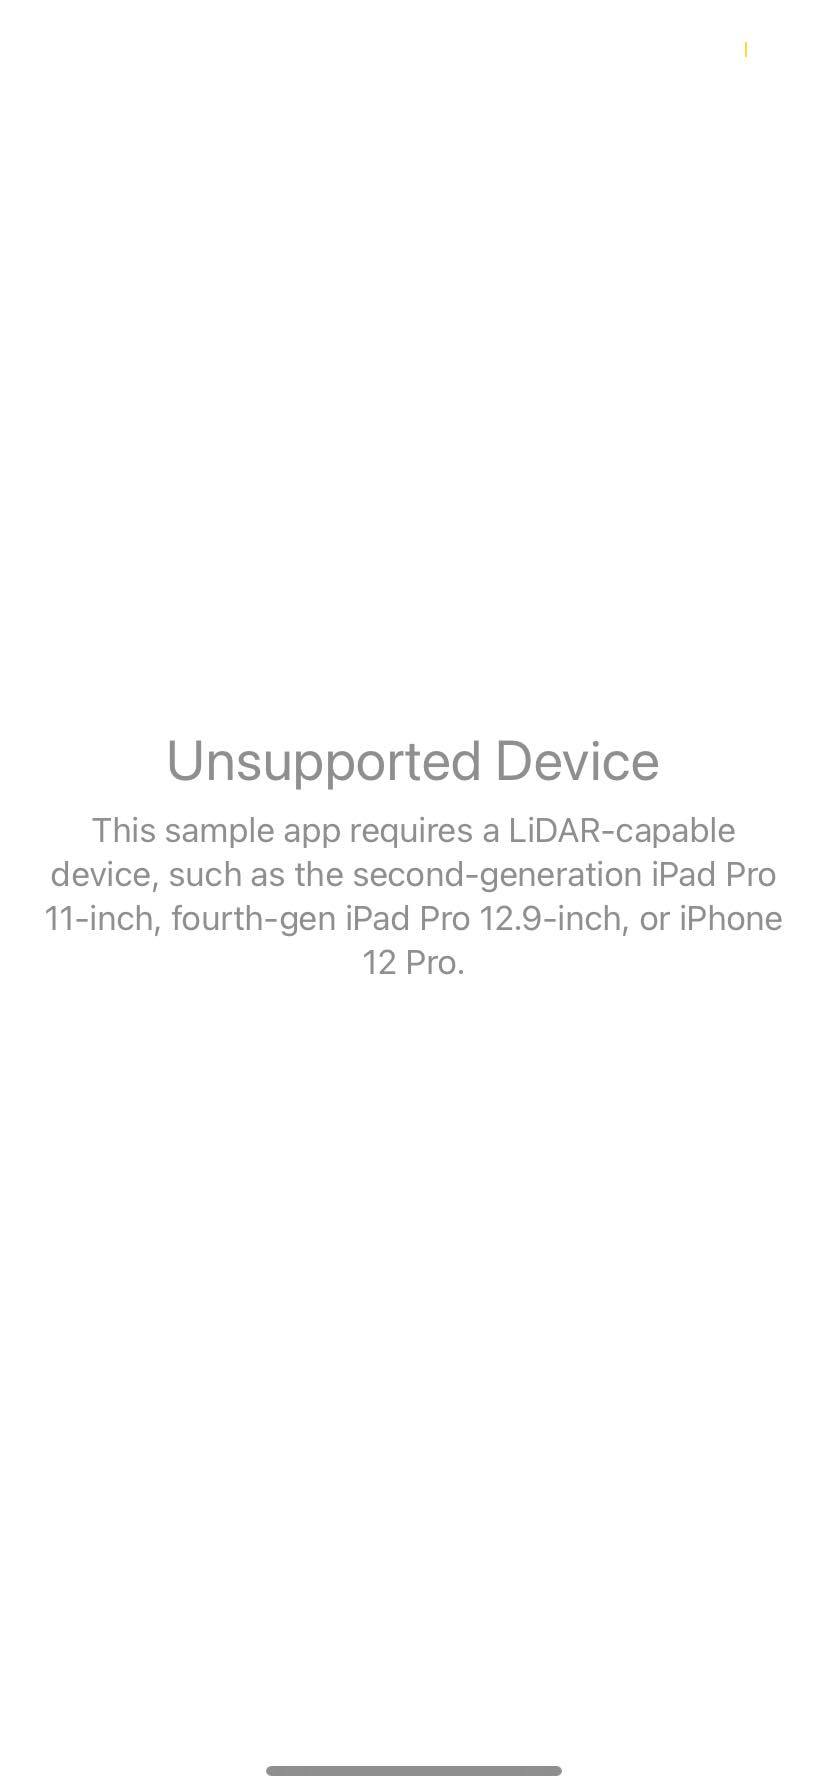 Unsupported Device
This sample app requires a LiDAR-capable
device, such as the second-generation iPad Pro
11-inch, fourth-gen iPad Pro 12.9-inch, or iPhone
12 Pro.